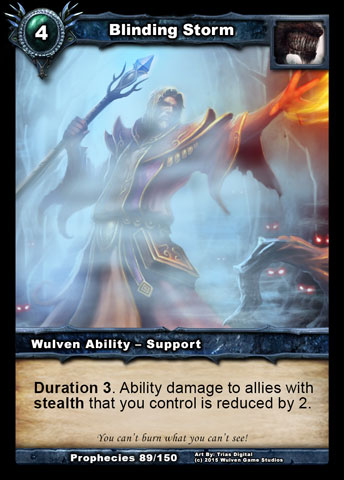 4
Blinding Storm
Wulven Ability – Support
Duration 3. Ability damage to allies with
stealth that you control is reduced by 2.
You can't burn what you can't see!
Prophecies 89/150
Art By: Trias Digital
(c) 2015 Wulven Game Studios